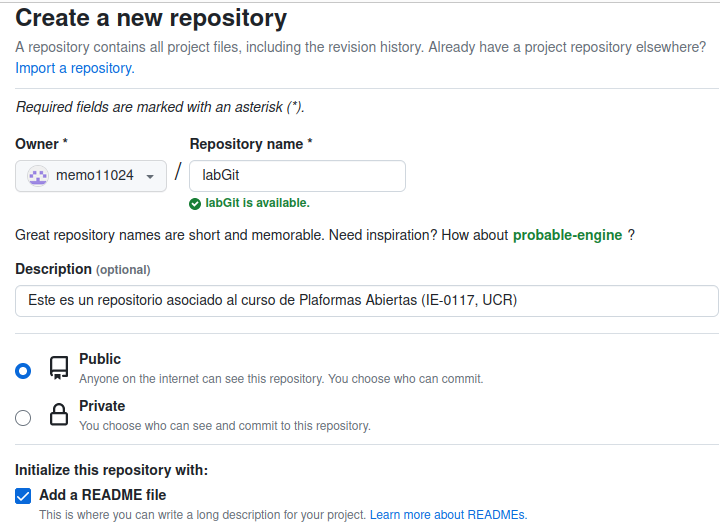 Create a new repository
A repository contains all project files, including the revision history. Already have a project repository elsewhere?
Import a repository.
Required fields are marked with an asterisk (*).
Owner * Repository name *
memo11024 / labGit
labGit is available.
Great repository names are short and memorable. Need inspiration? How about probable-engine ?
Description (optional)
Este es un repositorio asociado al curso de Plaformas Abiertas (IE-0117, UCR)
Public
Anyone on the internet can see this repository. You choose who can commit.
Private
You choose who can see and commit to this repository.
Initialize this repository with:
Add a README file
This is where you can write a long description for your project. Learn more about READMEs.